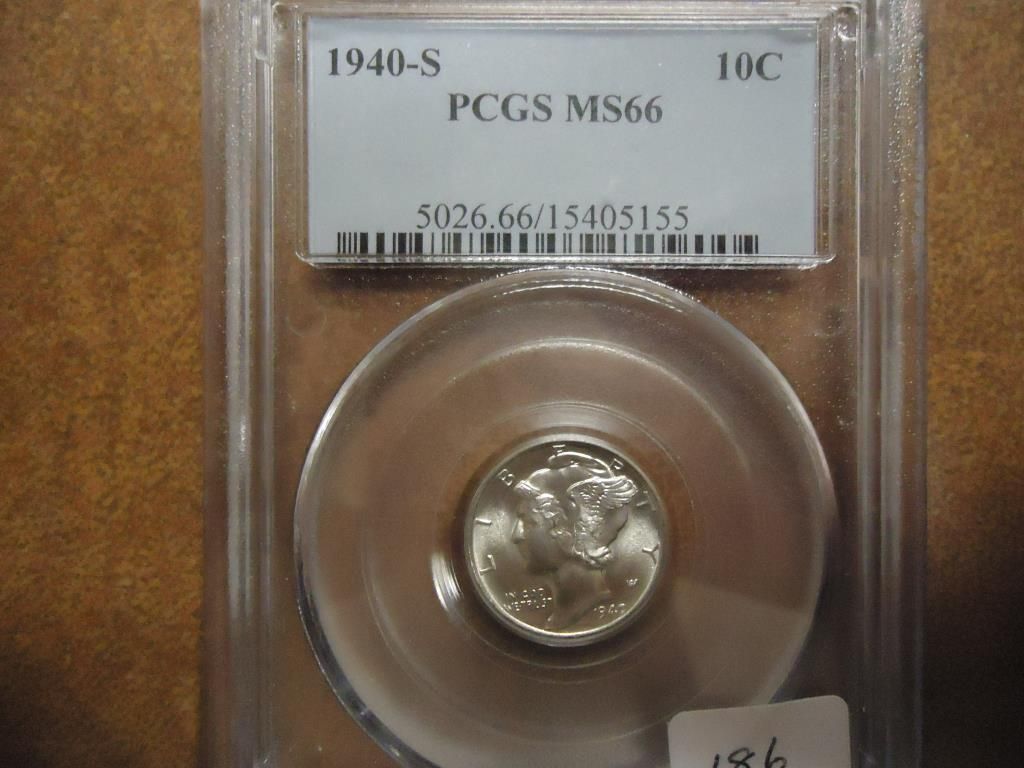 1940-S 10C
PCGS MS66
5026.66/15405155
LIBERTY
IN GOD
WE TRUST
1940
186